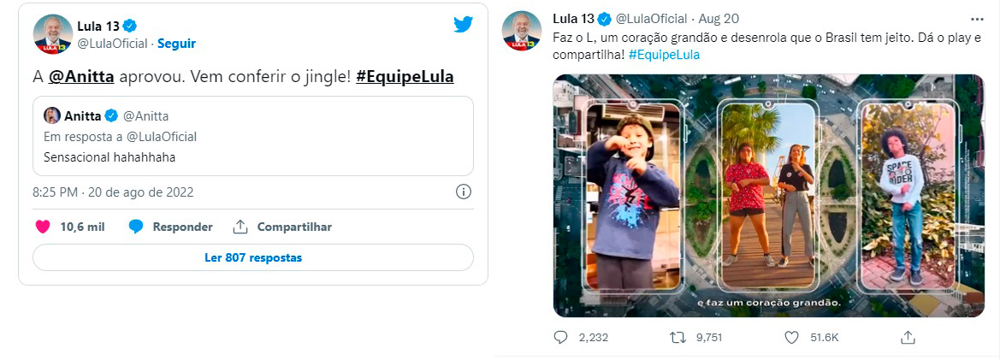 Lula 13
@LulaOficial · Seguir
A @Anitta aprovou. Vem conferir o jingle! #EquipeLula
Anitta @Anitta
Em resposta a @LulaOficial
Sensacional hahahhaha
8:25 PM · 20 de ago de 2022
10,6 mil Responder Compartilhar
Ler 807 respostas
Lula 13 @LulaOficial · Aug 20
Faz o L, um coração grandão e desenrola que o Brasil tem jeito. Dá o play e
compartilha! #EquipeLula
SPACE
RIDER
e faz um coração grandão.
2,232 9,751 51.6K